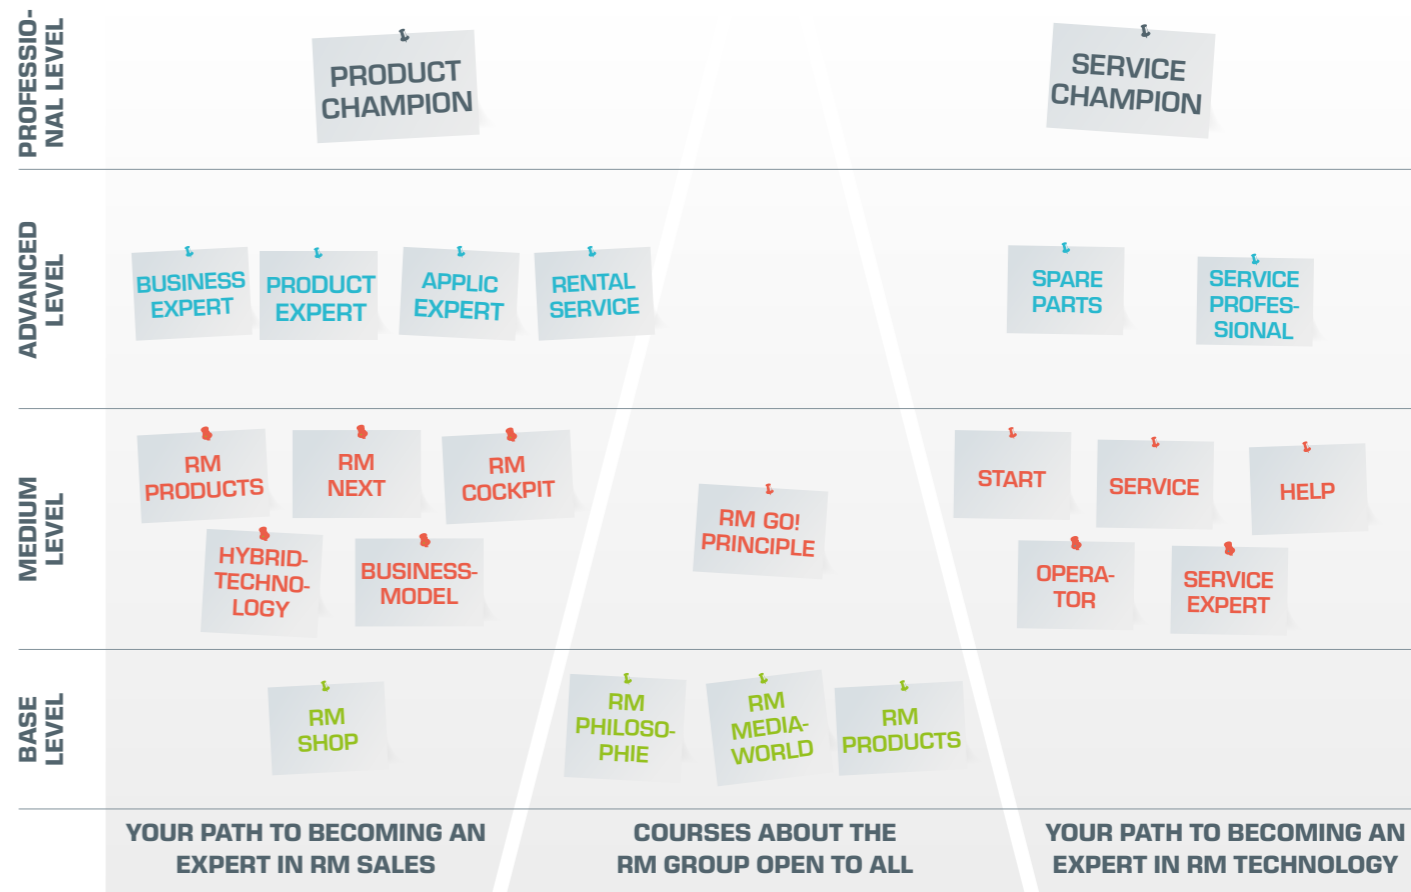 PROFESSIO-
NAL LEVEL
PRODUCT
CHAMPION
SERVICE
CHAMPION
ADVANCED
LEVEL
BUSINESS
EXPERT
PRODUCT
EXPERT
APPLIC
EXPERT
RENTAL
SERVICE
SPARE
PARTS
SERVICE
PROFES-
SIONAL
MEDIUM
LEVEL
RM
PRODUCTS
RM
NEXT
RM
COCKPIT
HYBRID-
TECHNO-
LOGY
BUSINESS-
MODEL
RM GO!
PRINCIPLE
START
SERVICE
HELP
OPERA-
TOR
SERVICE
EXPERT
BASE
LEVEL
RM
SHOP
RM
PHILOSO-
PHIE
RM
MEDIA-
WORLD
RM
PRODUCTS
YOUR PATH TO BECOMING AN
EXPERT IN RM SALES
COURSES ABOUT THE
RM GROUP OPEN TO ALL
YOUR PATH TO BECOMING AN
EXPERT IN RM TECHNOLOGY